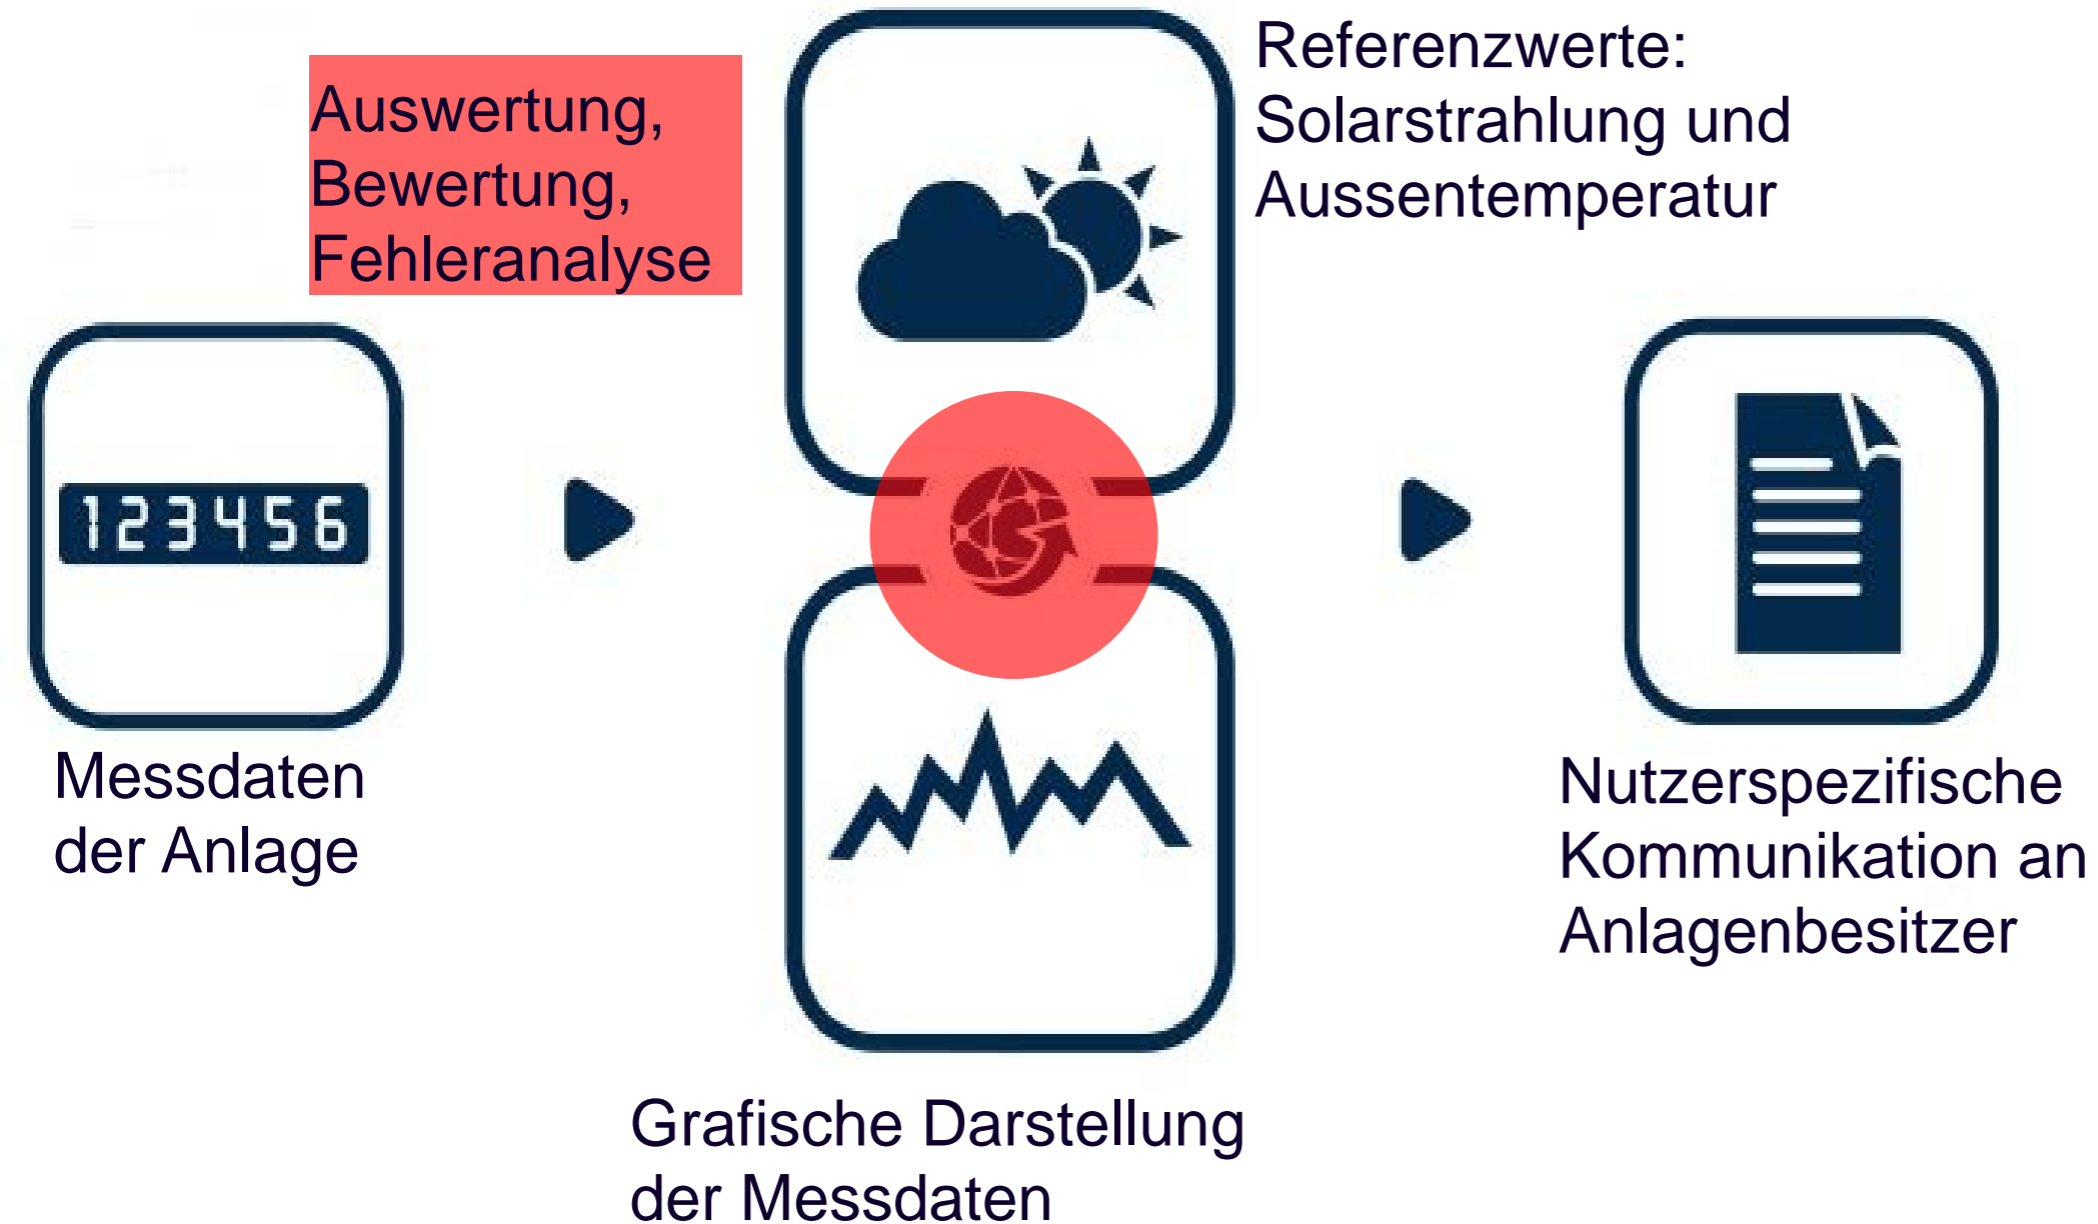 Auswertung,
Bewertung,
Fehleranalyse
Referenzwerte:
Solarstrahlung und
Aussentemperatur
123456
Messdaten
der Anlage
Nutzerspezifische
Kommunikation an
Anlagenbesitzer
Grafische Darstellung
der Messdaten